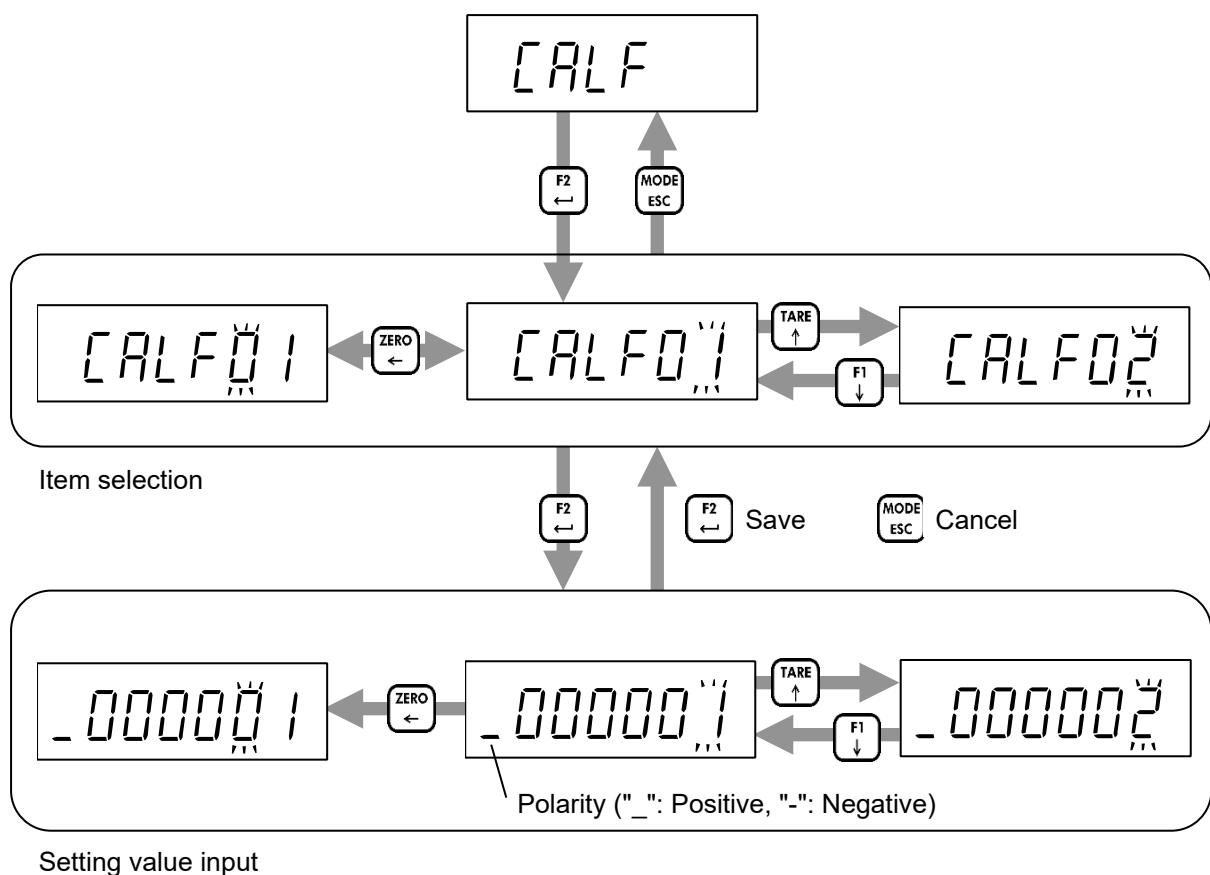 CALF
F2
←
MODE
ESC
CALF01
ZERO
←
CALF01
TARE
↑
F1
↓
CALF02
Item selection
F2
←
F2
←
Save
MODE
ESC
Cancel
_000001
ZERO
←
_000001
TARE
↑
F1
↓
_000002
Polarity ("_": Positive, "-": Negative)
Setting value input